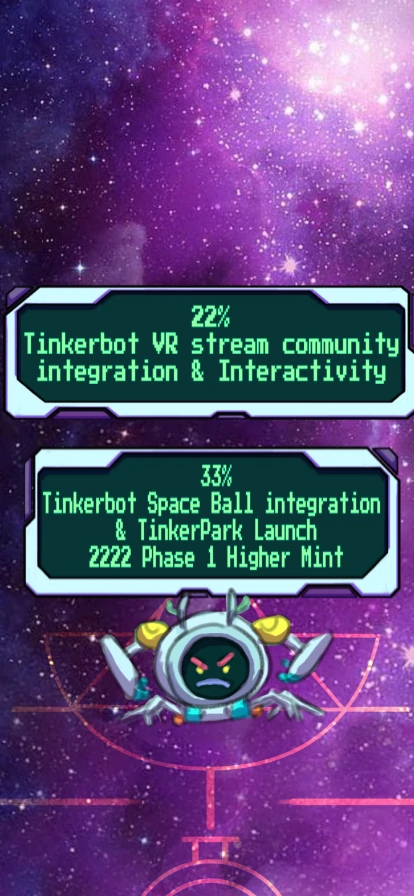 22%
Tinkerbot VR stream community
integration & Interactivity
33%
Tinkerbot Space Ball integration
& TinkerPark Launch
2222 Phase 1 Higher Mint